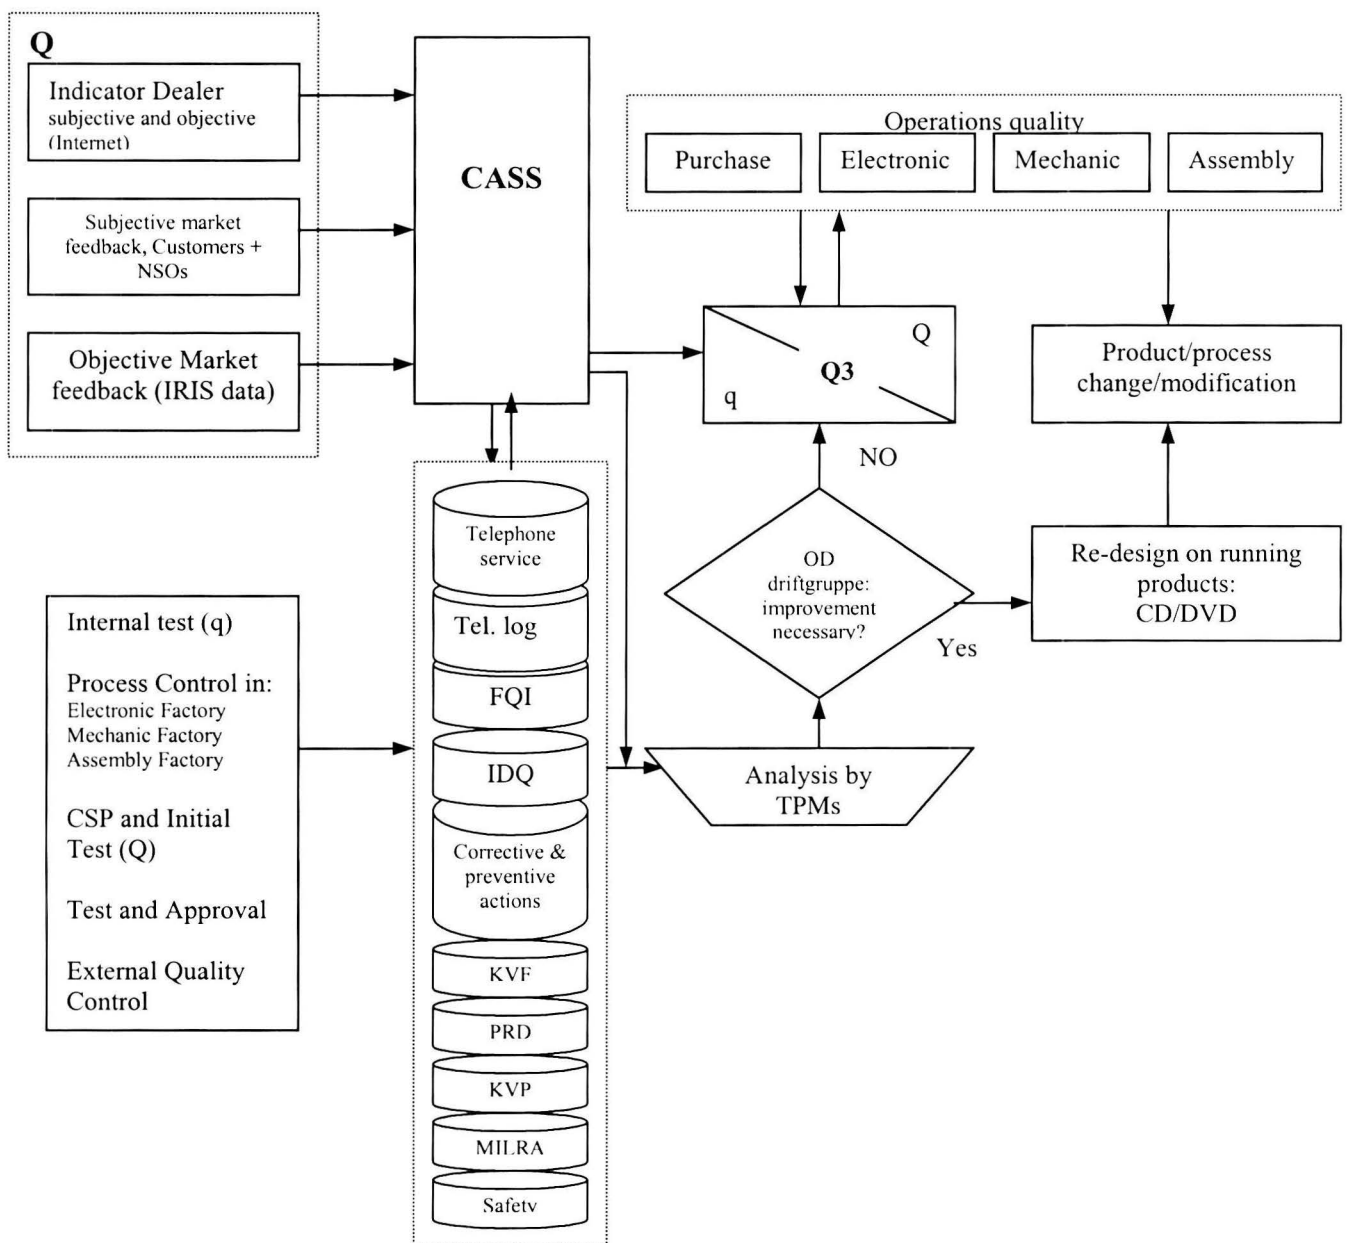 Q
Indicator Dealer
subjective and objective
(Internet)
Subjective market
feedback, Customers +
NSOs
Objective Market
feedback (IRIS data)
CASS
Operations quality
Purchase
Electronic
Mechanic
Assembly
Q
Q3
q
Product/process
change/modification
NO
OD
driftgruppe:
improvement
necessary?
Yes
Re-design on running
products:
CD/DVD
Analysis by
TPMs
Internal test (q)
Process Control in:
Electronic Factory
Mechanic Factory
Assembly Factory
CSP and Initial
Test (Q)
Test and Approval
External Quality
Control
Telephone
service
Tel. log
FQI
IDQ
Corrective &
preventive
actions
KVF
PRD
KVP
MILRA
Safety